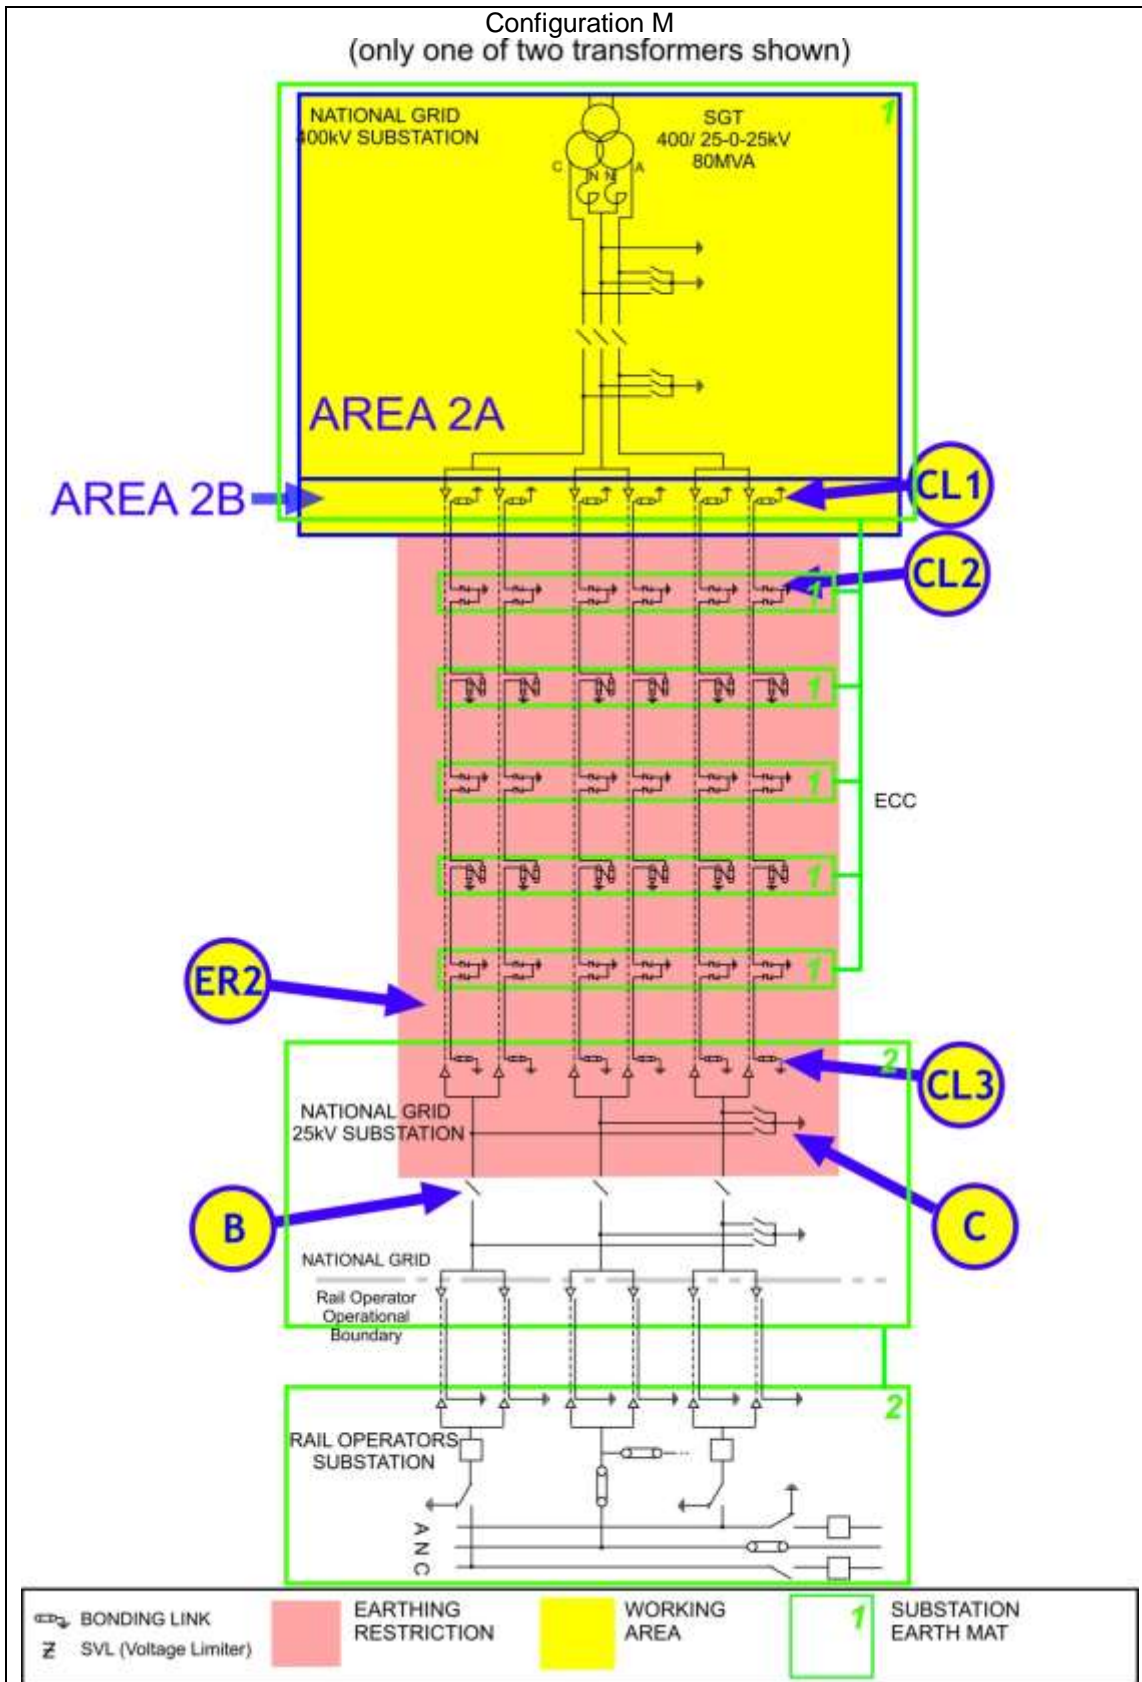 Configuration M
(only one of two transformers shown)
NATIONAL GRID
400kV SUBSTATION
SGT
400/ 25-0-25kV
80MVA
1
C
N
N
A
AREA 2A
AREA 2B
CL1
CL2
1
1
1
ECC
1
1
ER2
2
CL3
NATIONAL GRID
25kV SUBSTATION
B
C
NATIONAL GRID
Rail Operator
Operational
Boundary
2
RAIL OPERATORS
SUBSTATION
A
N
C
BONDING LINK
SVL (Voltage Limiter)
EARTHING
RESTRICTION
WORKING
AREA
1
SUBSTATION
EARTH MAT